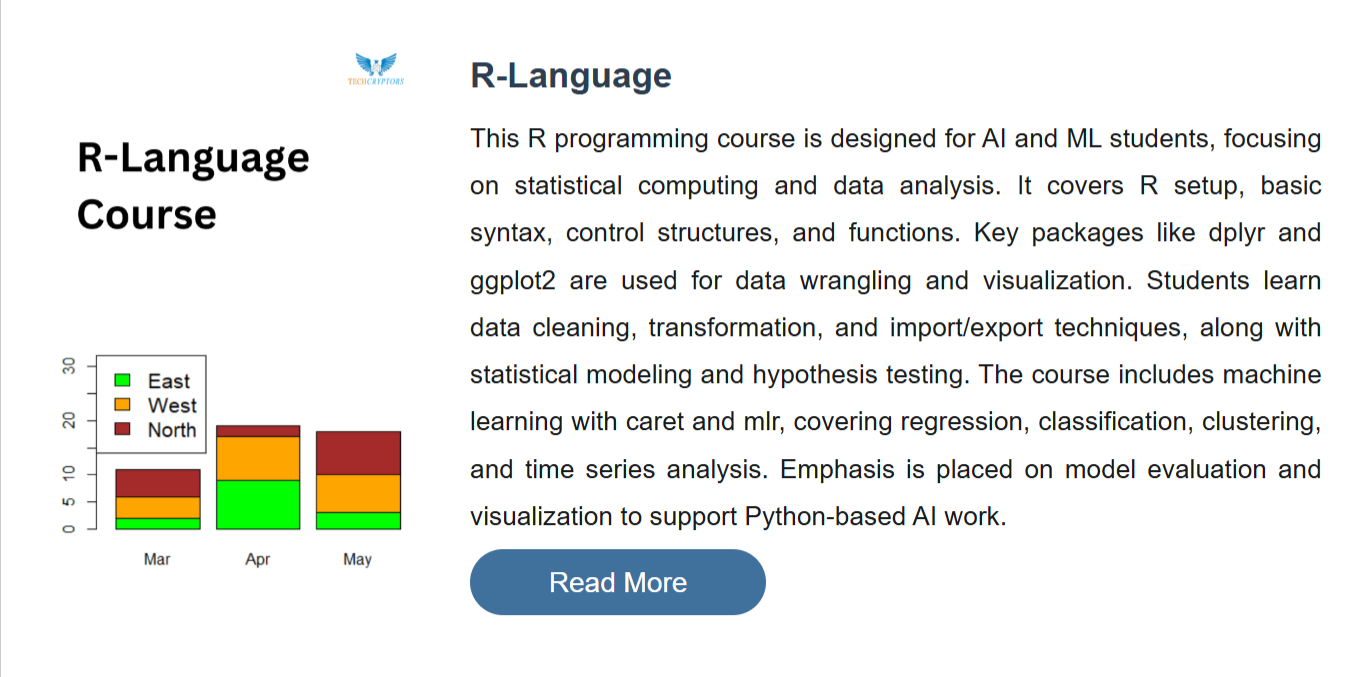 TECHCRYPTORS
R-Language
Course
30
20
10
5
0
East
West
North
Mar Apr May
R-Language
This R programming course is designed for AI and ML students, focusing
on statistical computing and data analysis. It covers R setup, basic
syntax, control structures, and functions. Key packages like dplyr and
ggplot2 are used for data wrangling and visualization. Students learn
data cleaning, transformation, and import/export techniques, along with
statistical modeling and hypothesis testing. The course includes machine
learning with caret and mlr, covering regression, classification, clustering,
and time series analysis. Emphasis is placed on model evaluation and
visualization to support Python-based AI work.
Read More